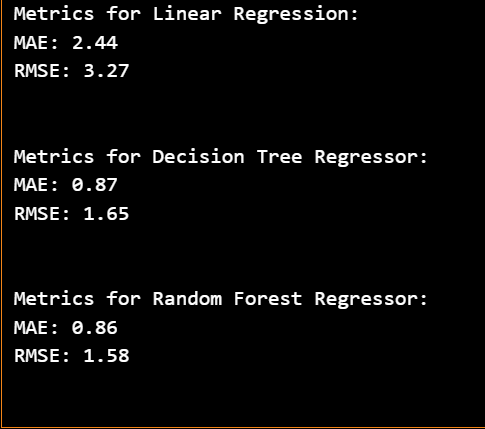 Metrics for Linear Regression:
MAE: 2.44
RMSE: 3.27
Metrics for Decision Tree Regressor:
MAE: 0.87
RMSE: 1.65
Metrics for Random Forest Regressor:
MAE: 0.86
RMSE: 1.58